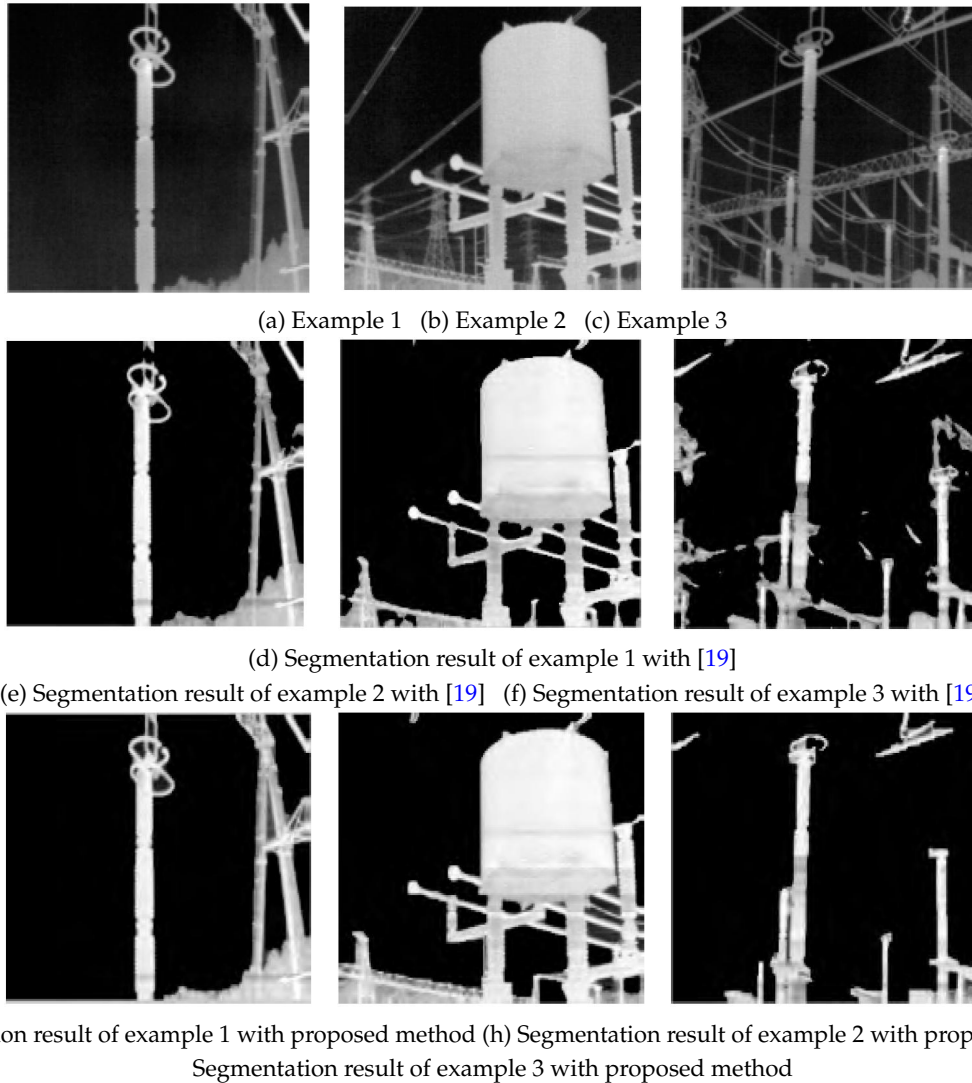 (a) Example 1 (b) Example 2 (c) Example 3
(d) Segmentation result of example 1 with [19]
(e) Segmentation result of example 2 with [19] (f) Segmentation result of example 3 with [19
on result of example 1 with proposed method (h) Segmentation result of example 2 with prop
Segmentation result of example 3 with proposed method